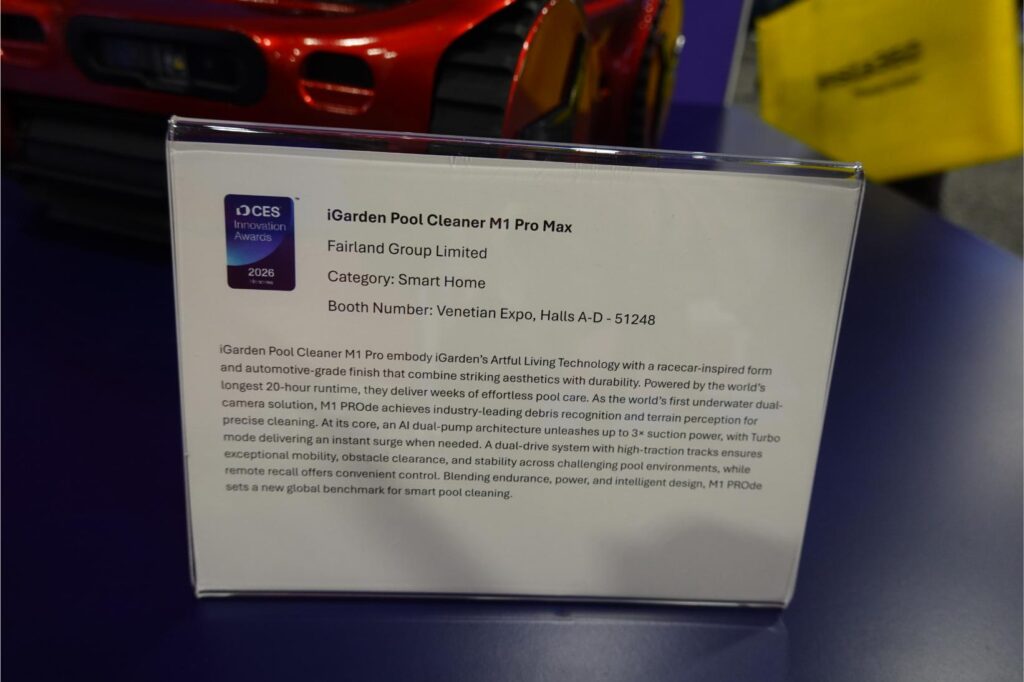 CES
Innovation
Awards
2026
iGarden Pool Cleaner M1 Pro Max
Fairland Group Limited
Category: Smart Home
Booth Number: Venetian Expo, Halls A-D - 51248
iGarden Pool Cleaner M1 Pro embody iGarden's Artful Living Technology with a racecar-inspired form
and automotive-grade finish that combine striking aesthetics with durability. Powered by the world's
longest 20-hour runtime, they deliver weeks of effortless pool care. As the world's first underwater dual-
camera solution, M1 PROde achieves industry-leading debris recognition and terrain perception for
precise cleaning. At its core, an AI dual-pump architecture unleashes up to 3× suction power, with Turbo
mode delivering an instant surge when needed. A dual-drive system with high-traction tracks ensures
exceptional mobility, obstacle clearance, and stability across challenging pool environments, while
remote recall offers convenient control. Blending endurance, power, and intelligent design, M1 PROde
sets a new global benchmark for smart pool cleaning.